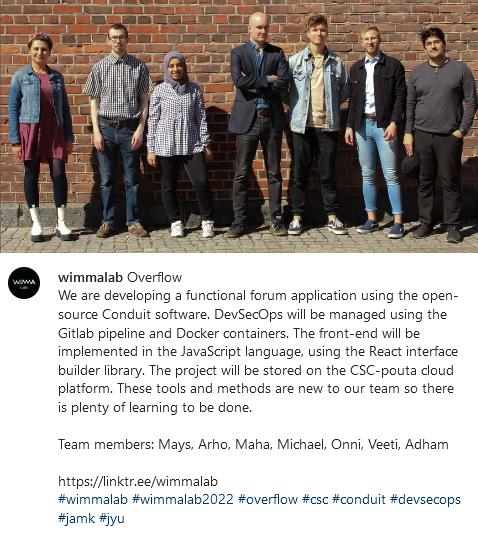 WIMMA
Lab
wimmalab Overflow
We are developing a functional forum application using the open-
source Conduit software. DevSecOps will be managed using the
Gitlab pipeline and Docker containers. The front-end will be
implemented in the JavaScript language, using the React interface
builder library. The project will be stored on the CSC-pouta cloud
platform. These tools and methods are new to our team so there
is plenty of learning to be done.
Team members: Mays, Arho, Maha, Michael, Onni, Veeti, Adham
https://linktr.ee/wimmalab
#wimmalab #wimmalab2022 #overflow #csc #conduit #devsecops
#jamk #jyu